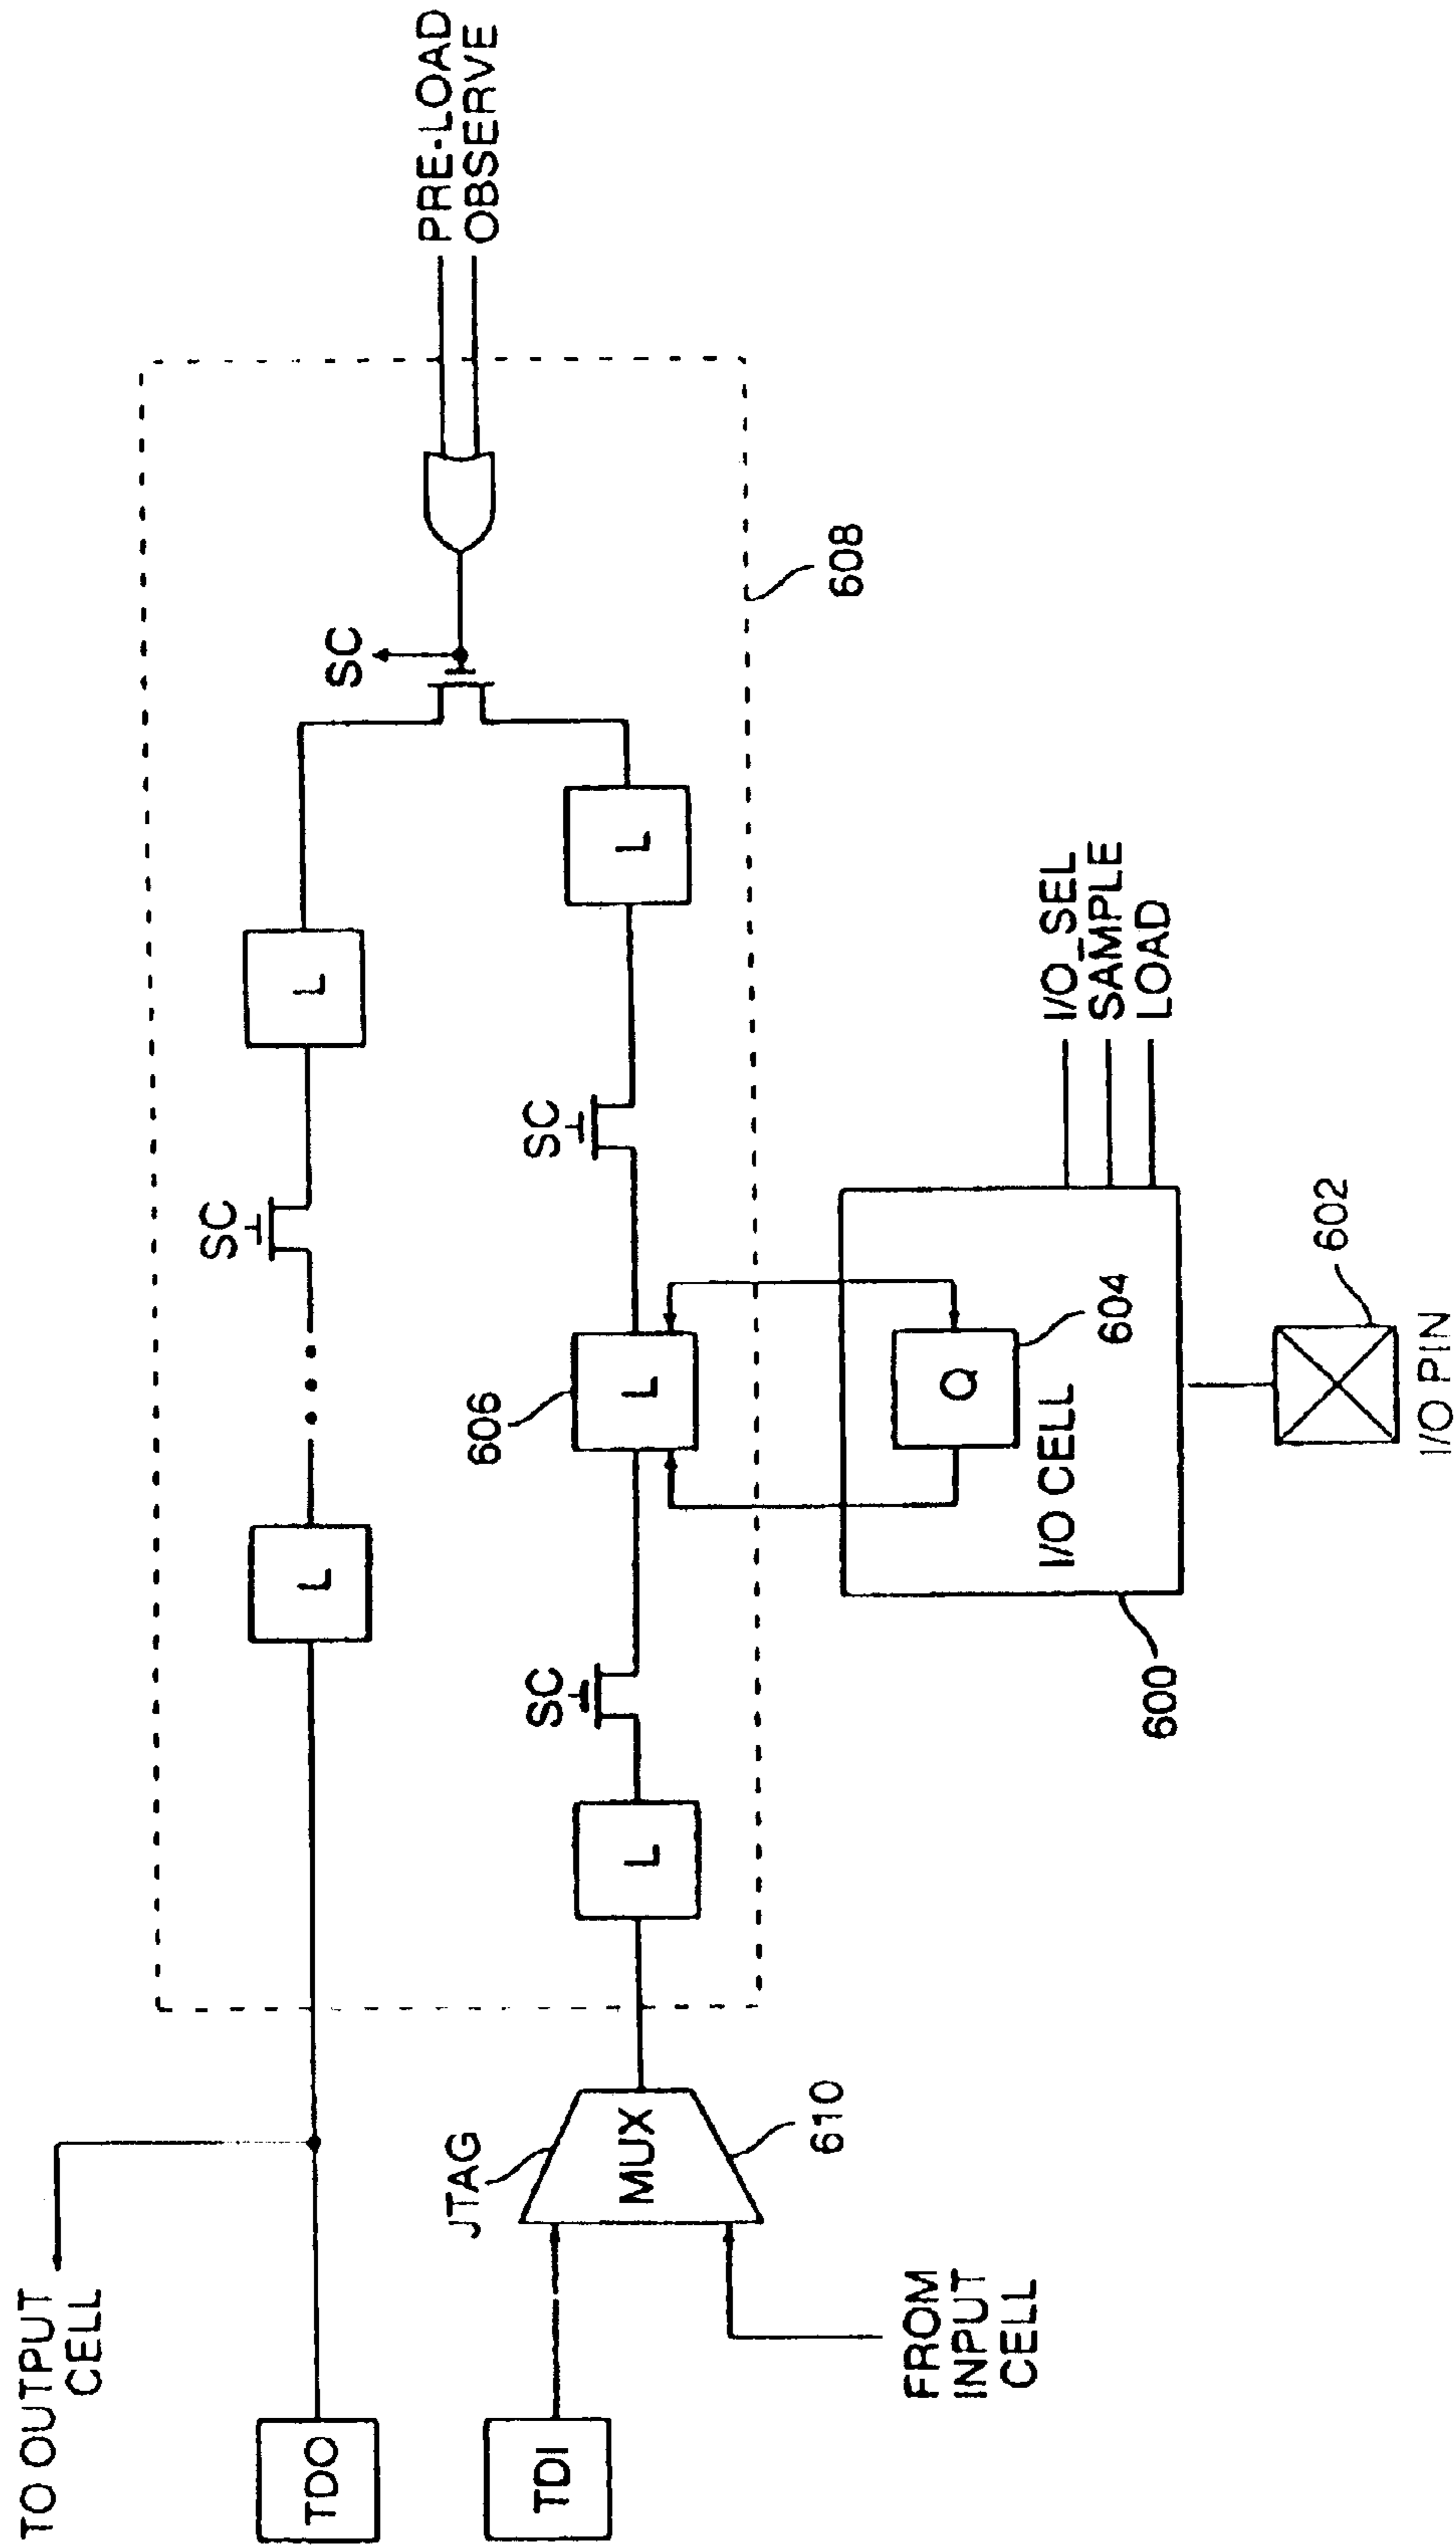 TO OUTPUT
CELL
TDO
TDI
JTAG
MUX
610
FROM
INPUT
CELL
L
SC
L
606
SC
L
L
SC
L
SC
PRE-LOAD
OBSERVE
608
L
Q
604
I/O CELL
600
I/O_SEL
SAMPLE
LOAD
602
I/O PIN